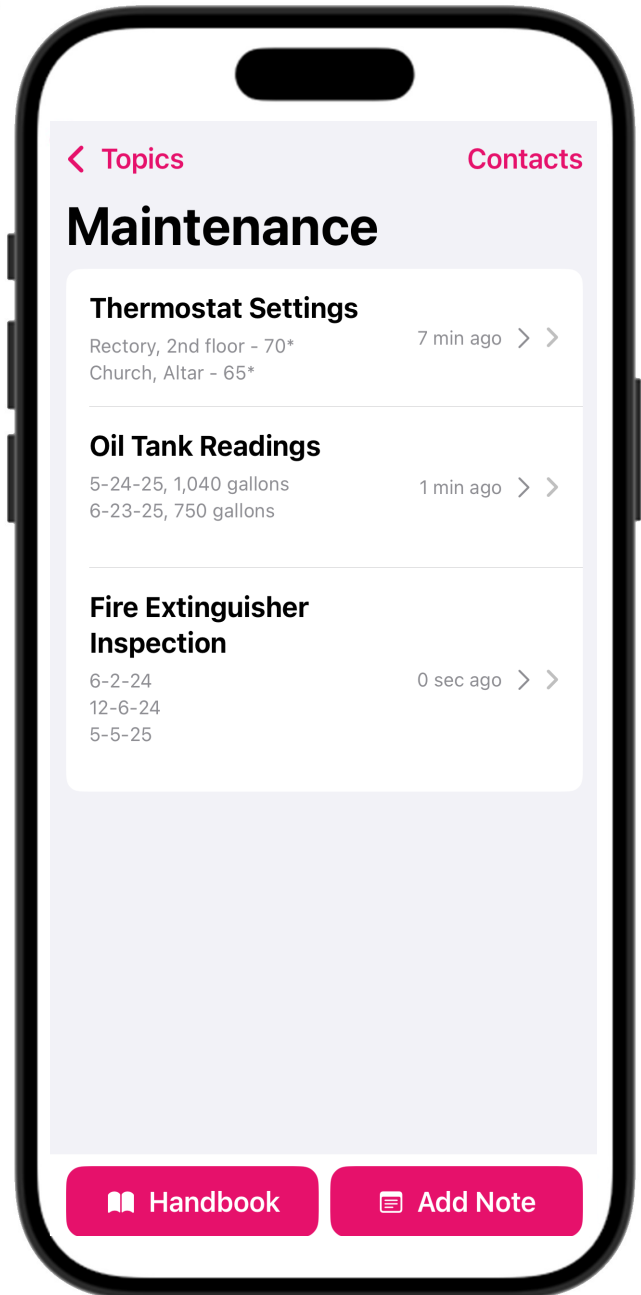 Topics
Contacts
Maintenance
Thermostat Settings
Rectory, 2nd floor - 70*
Church, Altar - 65*
7 min ago
Oil Tank Readings
5-24-25, 1,040 gallons
6-23-25, 750 gallons
1 min ago
Fire Extinguisher
Inspection
6-2-24
12-6-24
5-5-25
0 sec ago
Handbook
Add Note